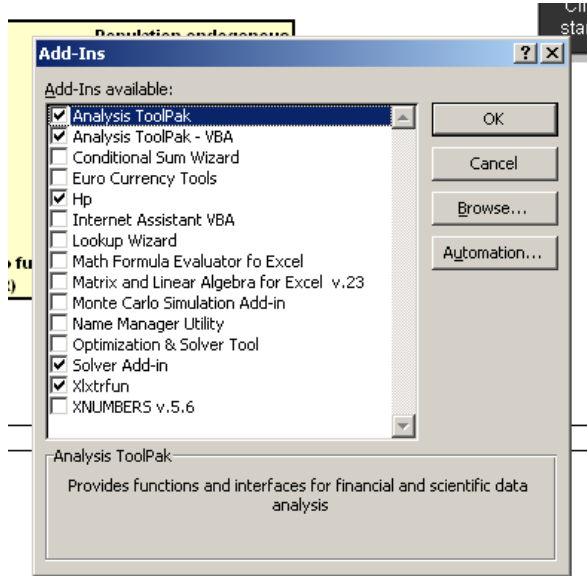 Population endogenous
Add-Ins
Add-Ins available:
Analysis ToolPak
Analysis ToolPak - VBA
Conditional Sum Wizard
Euro Currency Tools
Hp
Internet Assistant VBA
Lookup Wizard
Math Formula Evaluator fo Excel
Matrix and Linear Algebra for Excel v.23
Monte Carlo Simulation Add-in
Name Manager Utility
Optimization & Solver Tool
Solver Add-in
Xlxtrfun
XNUMBERS v.5.6
OK
Cancel
Browse...
Automation...
Analysis ToolPak
Provides functions and interfaces for financial and scientific data
analysis